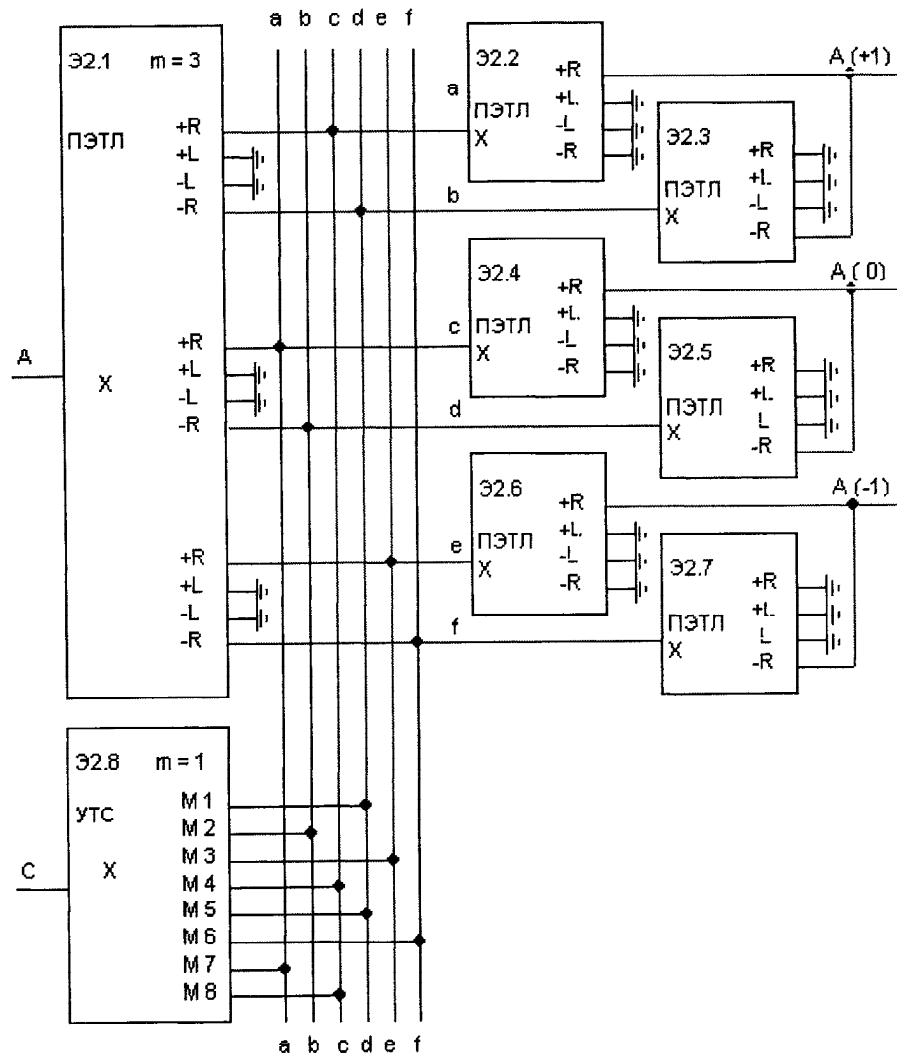 a b c d e f
Э2.1 m = 3
ПЭТЛ
+R
+L
-L
-R
A
X
+R
+L
-L
-R
+R
+L
-L
-R
a
Э2.2
ПЭТЛ
X
+R
+L.
-L
-R
A (+1)
b
Э2.3
ПЭТЛ
X
+R
+L
-L
-R
c
Э2.4
ПЭТЛ
X
+R
+L.
-L
-R
A ( 0)
d
Э2.5
ПЭТЛ
X
+R
+L
L
-R
e
Э2.6
ПЭТЛ
X
+R
+L.
-L
-R
A (-1)
f
Э2.7
ПЭТЛ
X
+R
+L
L
-R
Э2.8 m = 1
УТС
C
X
M 1
M 2
M 3
M 4
M 5
M 6
M 7
M 8
a b c d e f